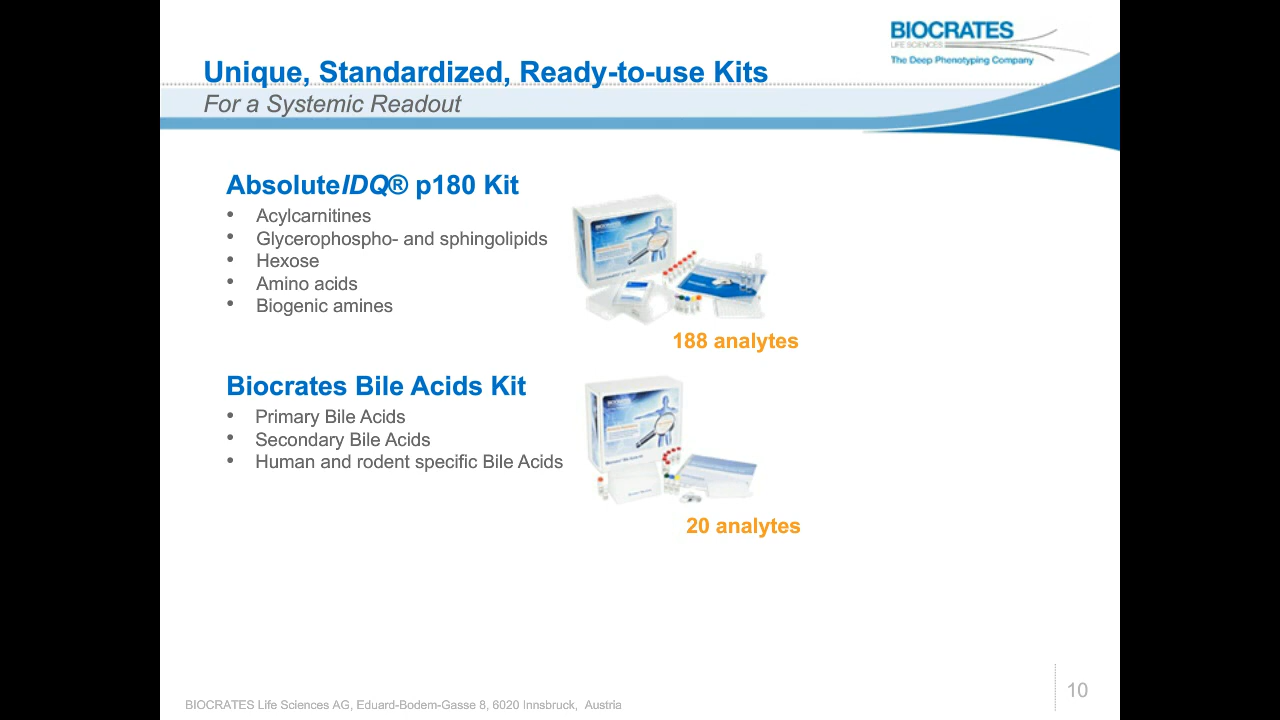 BIOCRATES
LIFE SCIENCES
The Deep Phenotyping Company
Unique, Standardized, Ready-to-use Kits
For a Systemic Readout
AbsoluteIDQ® p180 Kit
• Acylcarnitines
• Glycerophospho- and sphingolipids
• Hexose
• Amino acids
• Biogenic amines
188 analytes
Biocrates Bile Acids Kit
• Primary Bile Acids
• Secondary Bile Acids
• Human and rodent specific Bile Acids
20 analytes
BIOCRATES Life Sciences AG, Eduard-Bodem-Gasse 8, 6020 Innsbruck, Austria
10